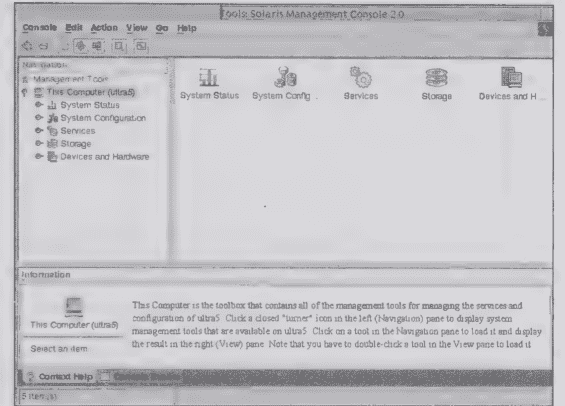 Tools: Solaris Management Console 2.0
Console Edit Action View Go Help
Navigation
Management Tools
This Computer (ultra5)
System Status
System Configuration
Services
Storage
Devices and Hardware
System Status System Config... Services Storage Devices and H...
Information
This Computer (ultra5)
Select an item
This Computer is the toolbox that contains all of the management tools for managing the services and
configuration of ultra5. Click a closed "turner" icon in the left (Navigation) pane to display system
management tools that are available on ultra5. Click on a tool in the Navigation pane to load it and display
the result in the right (View) pane. Note that you have to double-click a tool in the View pane to load it
Context Help
5 Item(s)